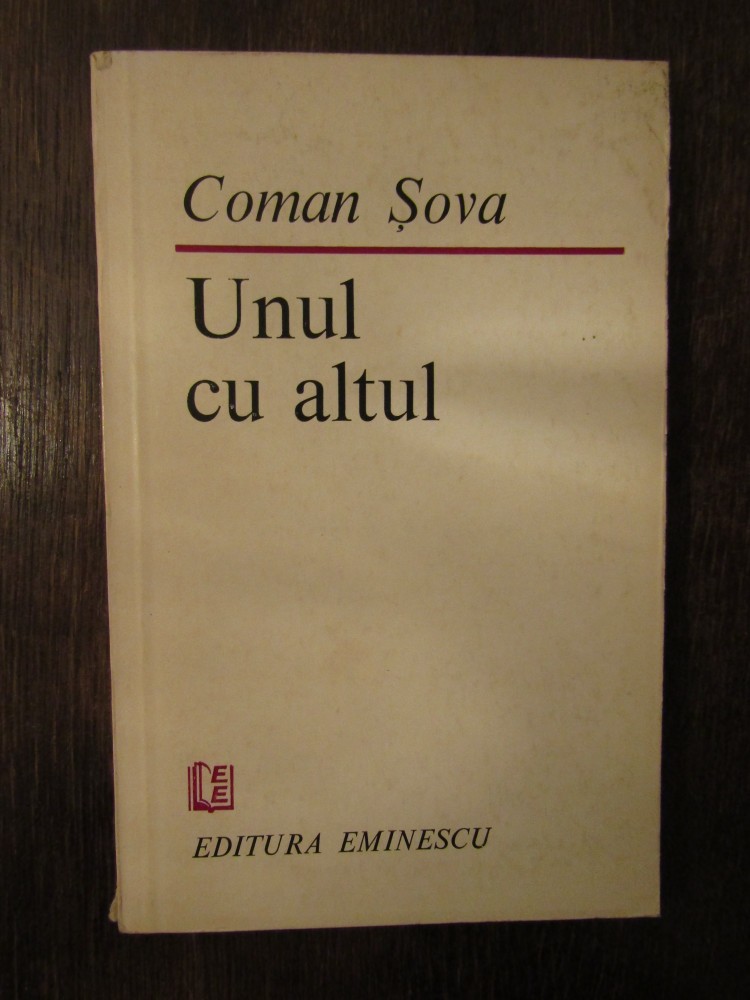 Coman Șova
Unul
cu altul
E
E
EDITURA EMINESCU